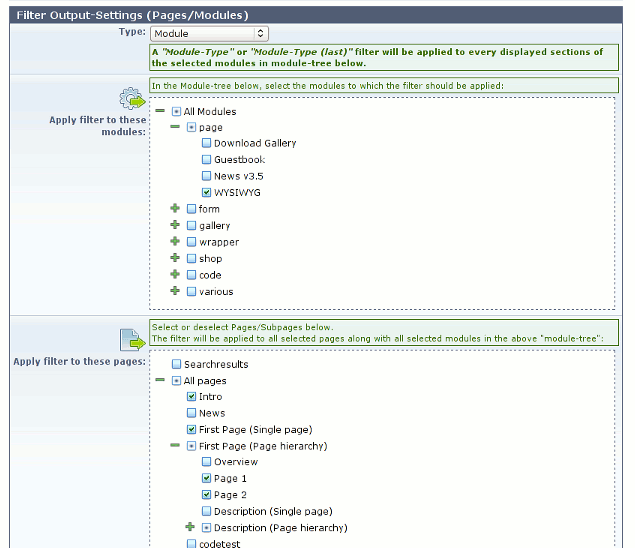 Filter Output-Settings (Pages/Modules)
Type: Module
A "Module-Type" or "Module-Type (last)" filter will be applied to every displayed sections of
the selected modules in module-tree below.
In the Module-tree below, select the modules to which the filter should be applied:
Apply filter to these
modules:
All Modules
page
Download Gallery
Guestbook
News v3.5
WYSIWYG
form
gallery
wrapper
shop
code
various
Select or deselect Pages/Subpages below.
The filter will be applied to all selected pages along with all selected modules in the above "module-tree":
Apply filter to these pages:
Searchresults
All pages
Intro
News
First Page (Single page)
First Page (Page hierarchy)
Overview
Page 1
Page 2
Description (Single page)
Description (Page hierarchy)
codetest